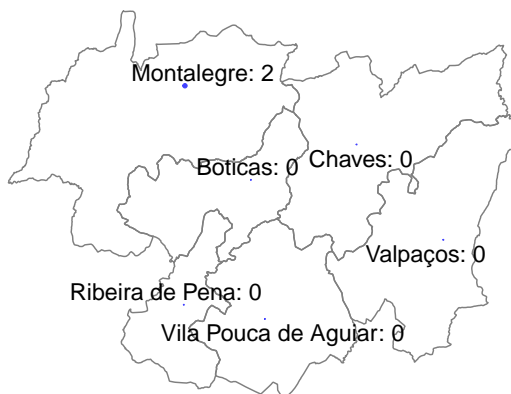 Montalegre: 2
Chaves: 0
Boticas: 0
Valpaços: 0
Ribeira de Pena: 0
Vila Pouca de Aguiar: 0